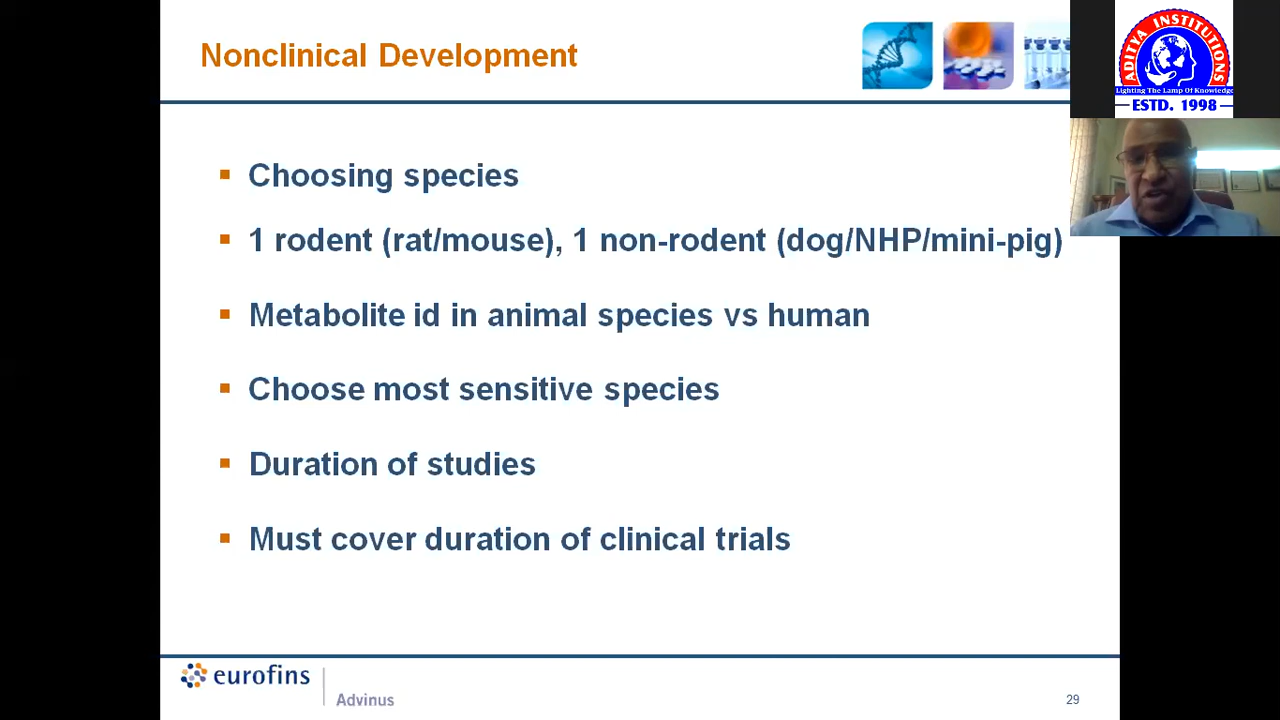 Nonclinical Development
ADITYA INSTITUTIONS
Lighting The Lamp Of Knowledge
ESTD. 1998
Choosing species
1 rodent (rat/mouse), 1 non-rodent (dog/NHP/mini-pig)
Metabolite id in animal species vs human
Choose most sensitive species
Duration of studies
Must cover duration of clinical trials
eurofins
Advinus
29